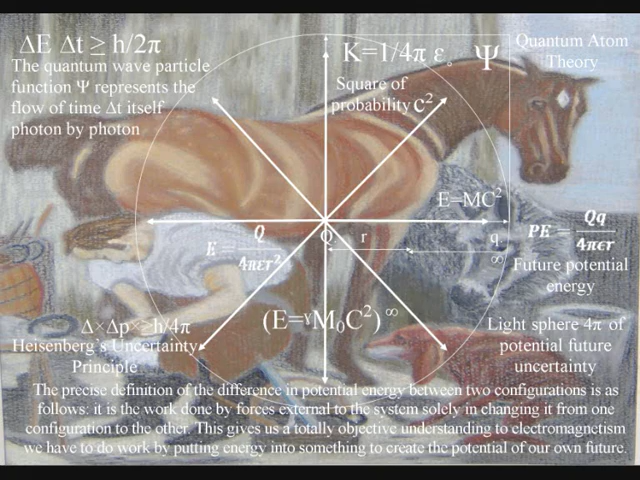 ΔE Δt ≥ h/2π
The quantum wave particle
function Ψ represents the
flow of time Δt itself
photon by photon
K=1/4π ε。 Ψ
Quantum Atom
Theory
Square of
probability c²
E=MC²
E = Q/4πεr²
Q r q
∞
PE = Qq/4πεr
Future potential
energy
(E=ˠM₀C²)∞
Δ×Δp×>h/4π
Heisenberg's Uncertainty
Principle
Light sphere 4π of
potential future
uncertainty
The precise definition of the difference in potential energy between two configurations is as
follows: it is the work done by forces external to the system solely in changing it from one
configuration to the other. This gives us a totally objective understanding to electromagnetism
we have to do work by putting energy into something to create the potential of our own future.